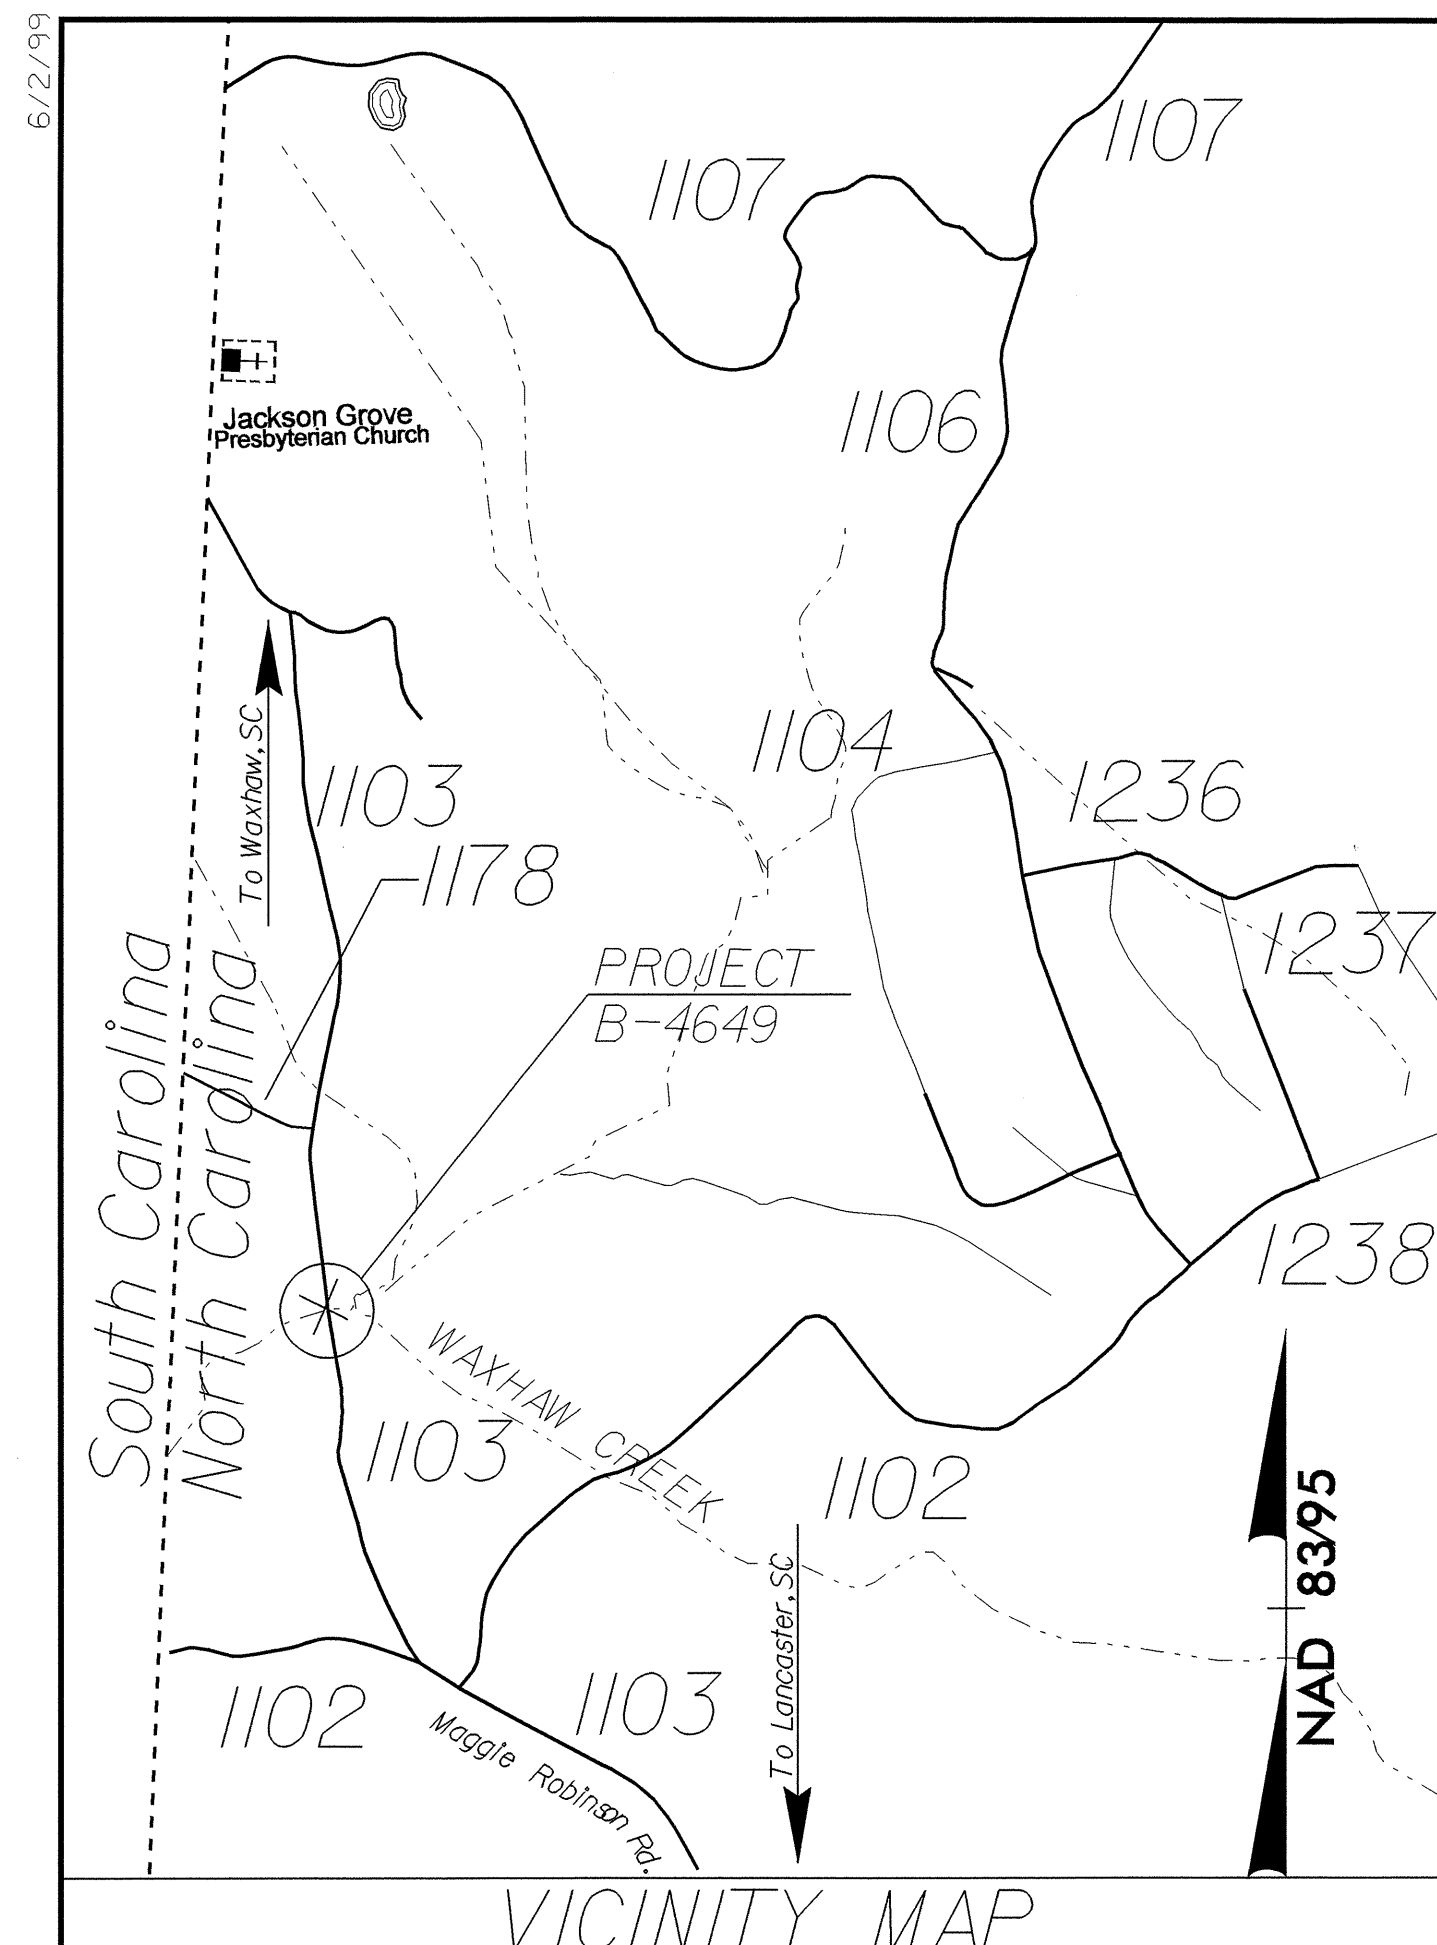 6/2/99
1107
1107
Jackson Grove
Presbyterian Church
1106
1104
To Waxhaw, SC
1103
1236
1178
1237
PROJECT
B-4649
South Carolina
North Carolina
1238
WAXHAW CREEK
1103
1102
To Lancaster, SC
NAD 83/95
1102
1103
Maggie Robinson Rd.
VICINITY MAP